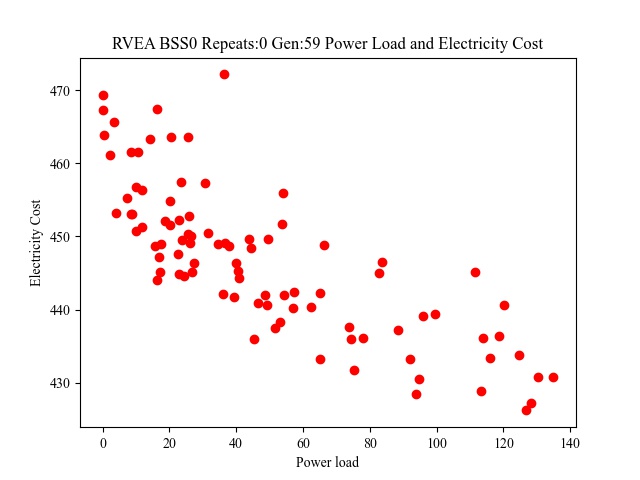 RVEA BSS0 Repeats:0 Gen:59 Power Load and Electricity Cost
470
460
450
440
430
Electricity Cost
0 20 40 60 80 100 120 140
Power load